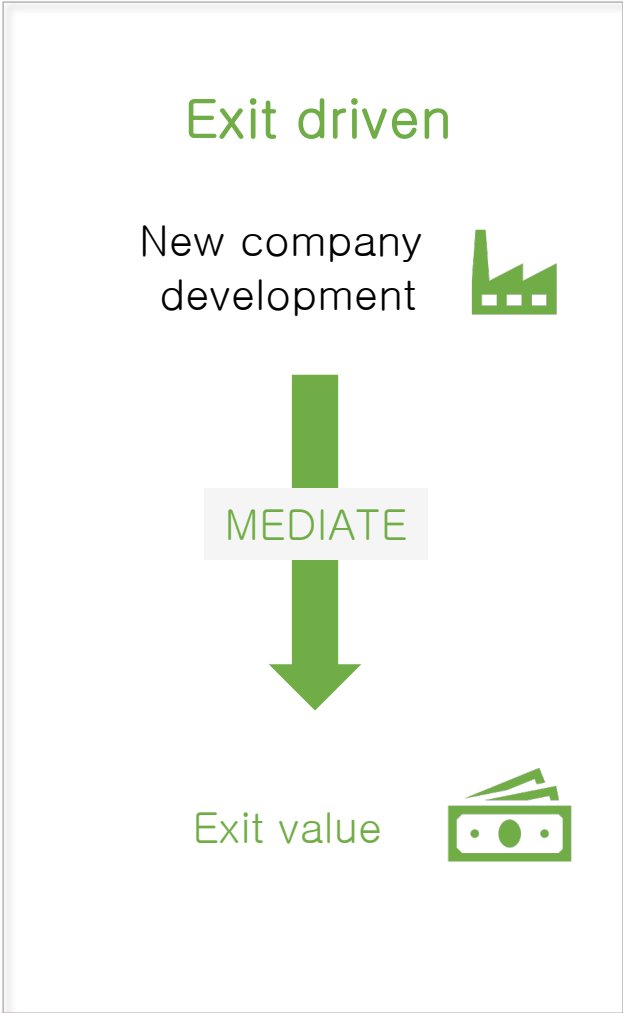 Exit driven
New company
development
MEDIATE
Exit value